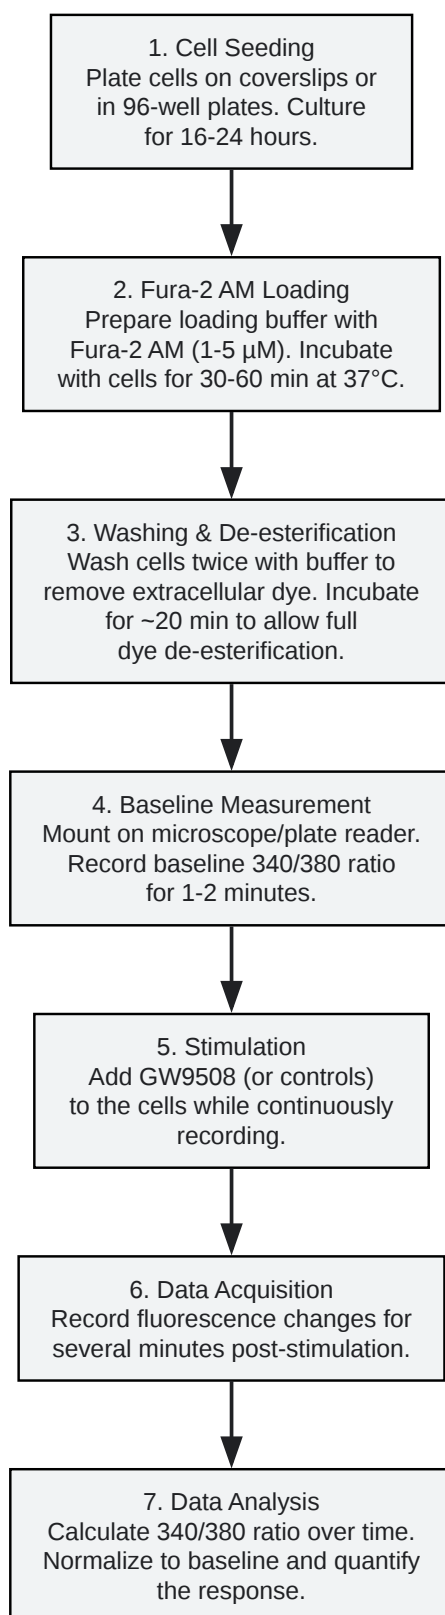 1. Cell Seeding
Plate cells on coverslips or
in 96-well plates. Culture
for 16-24 hours.
2. Fura-2 AM Loading
Prepare loading buffer with
Fura-2 AM (1-5 µM). Incubate
with cells for 30-60 min at 37°C.
3. Washing & De-esterification
Wash cells twice with buffer to
remove extracellular dye. Incubate
for ~20 min to allow full
dye de-esterification.
4. Baseline Measurement
Mount on microscope/plate reader.
Record baseline 340/380 ratio
for 1-2 minutes.
5. Stimulation
Add GW9508 (or controls)
to the cells while continuously
recording.
6. Data Acquisition
Record fluorescence changes for
several minutes post-stimulation.
7. Data Analysis
Calculate 340/380 ratio over time.
Normalize to baseline and quantify
the response.